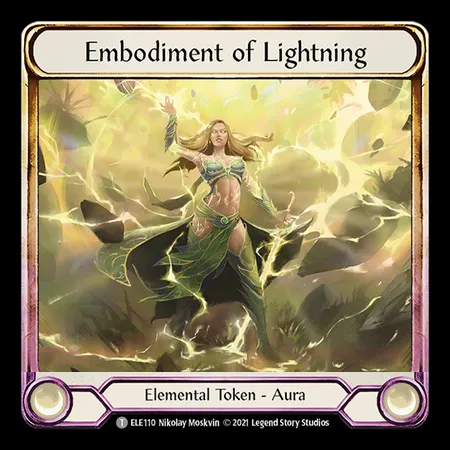 Embodiment of Lightning
Elemental Token - Aura
T ELE110 Nikolay Moskvin © 2021 Legend Story Studios